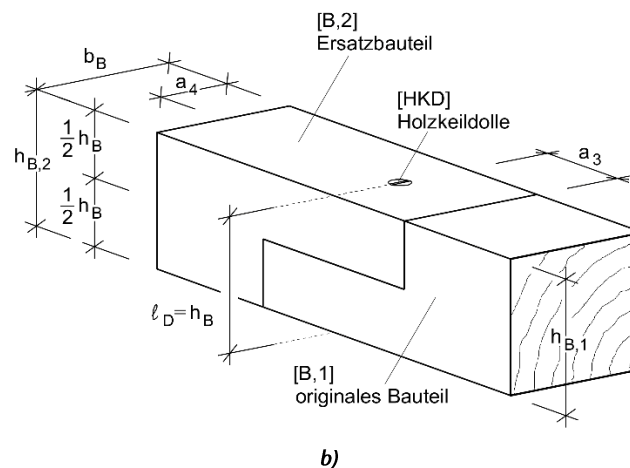 [B,2]
Ersatzbauteil
b_B
a_4
[HKD]
Holzkeildolle
1/2 h_B
a_3
h_B,2
1/2 h_B
ℓ_D=h_B
h_B,1
[B,1]
originales Bauteil
b)